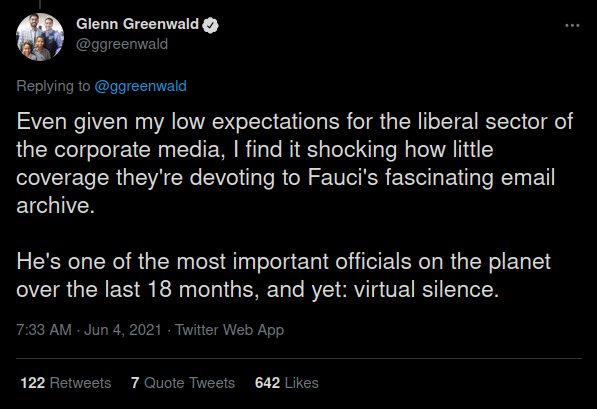 Glenn Greenwald
@ggreenwald
Replying to @ggreenwald
Even given my low expectations for the liberal sector of
the corporate media, I find it shocking how little
coverage they're devoting to Fauci's fascinating email
archive.
He's one of the most important officials on the planet
over the last 18 months, and yet: virtual silence.
7:33 AM · Jun 4, 2021 · Twitter Web App
122 Retweets 7 Quote Tweets 642 Likes